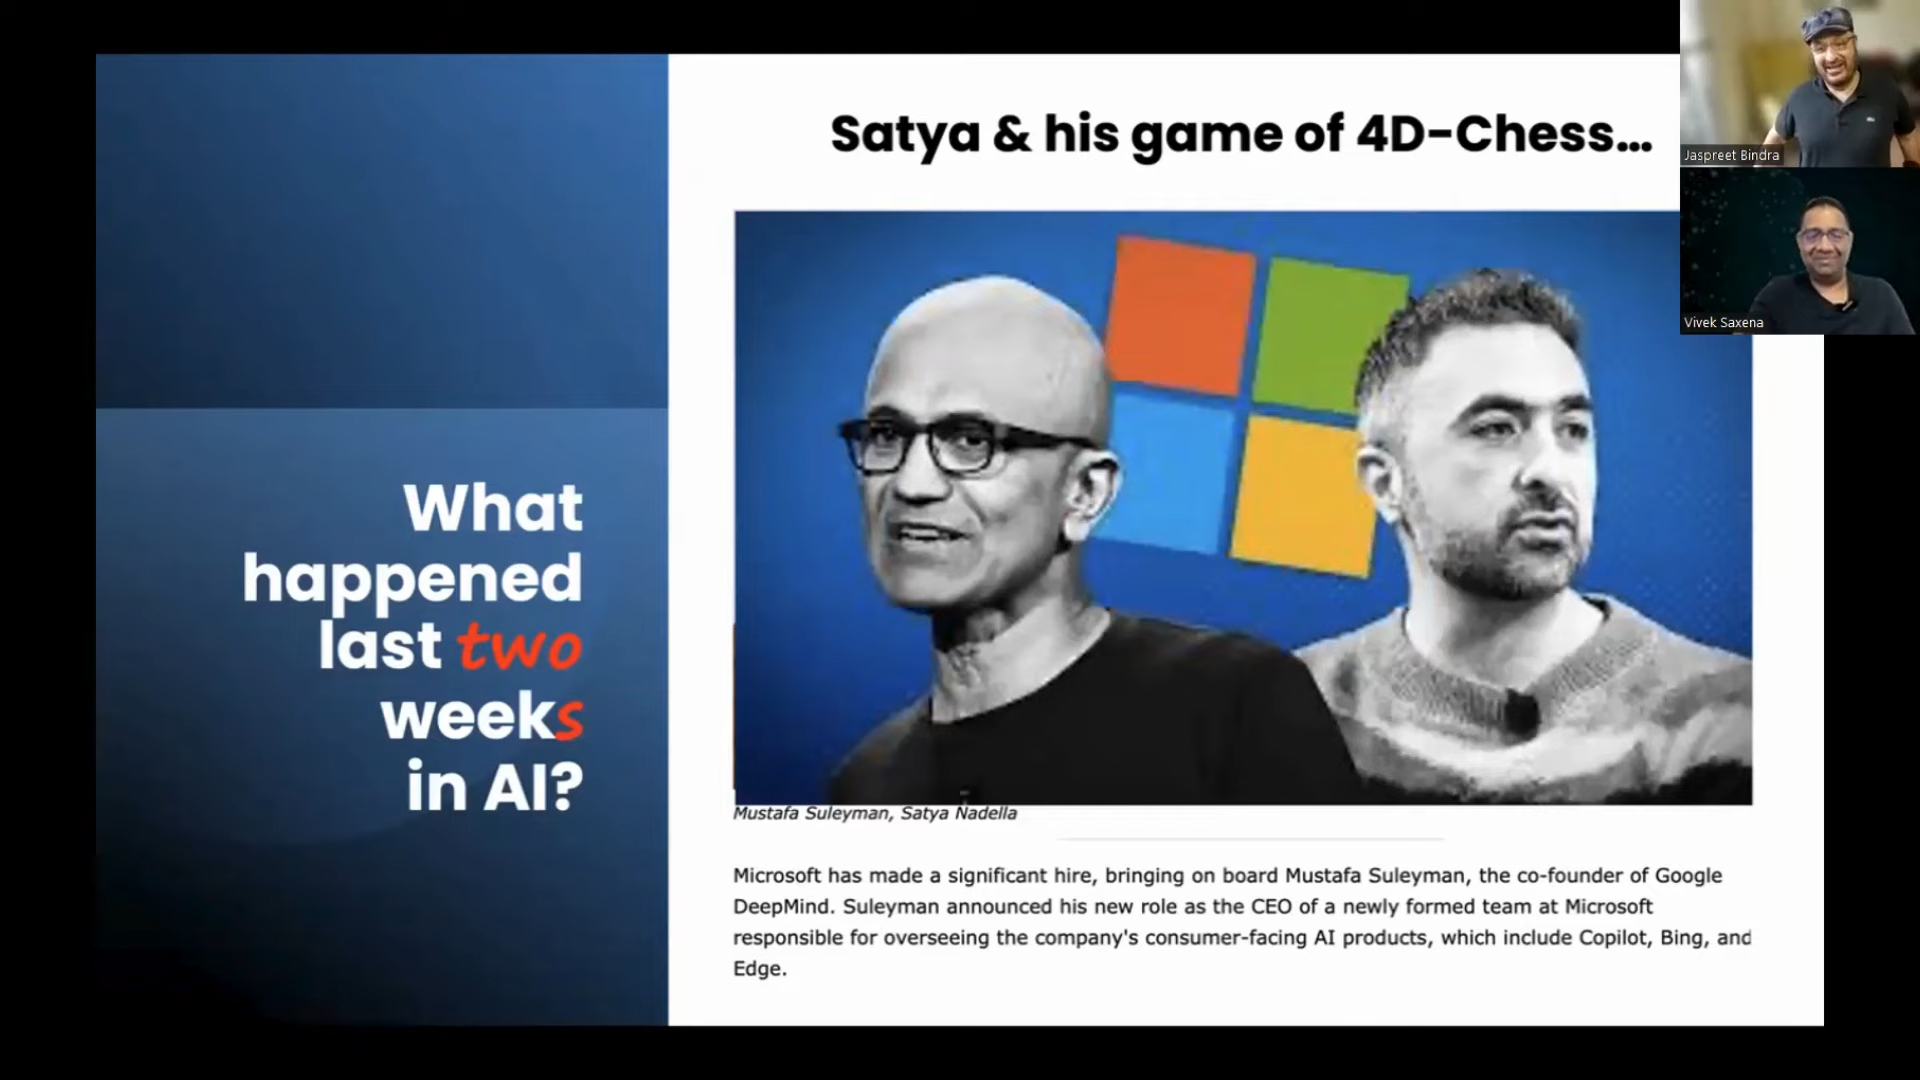 What
happened
last two
weeks
in AI?
Satya & his game of 4D-Chess...
Mustafa Suleyman, Satya Nadella
Microsoft has made a significant hire, bringing on board Mustafa Suleyman, the co-founder of Google
DeepMind. Suleyman announced his new role as the CEO of a newly formed team at Microsoft
responsible for overseeing the company's consumer-facing AI products, which include Copilot, Bing, and
Edge.
Jaspreet Bindra
Vivek Saxena